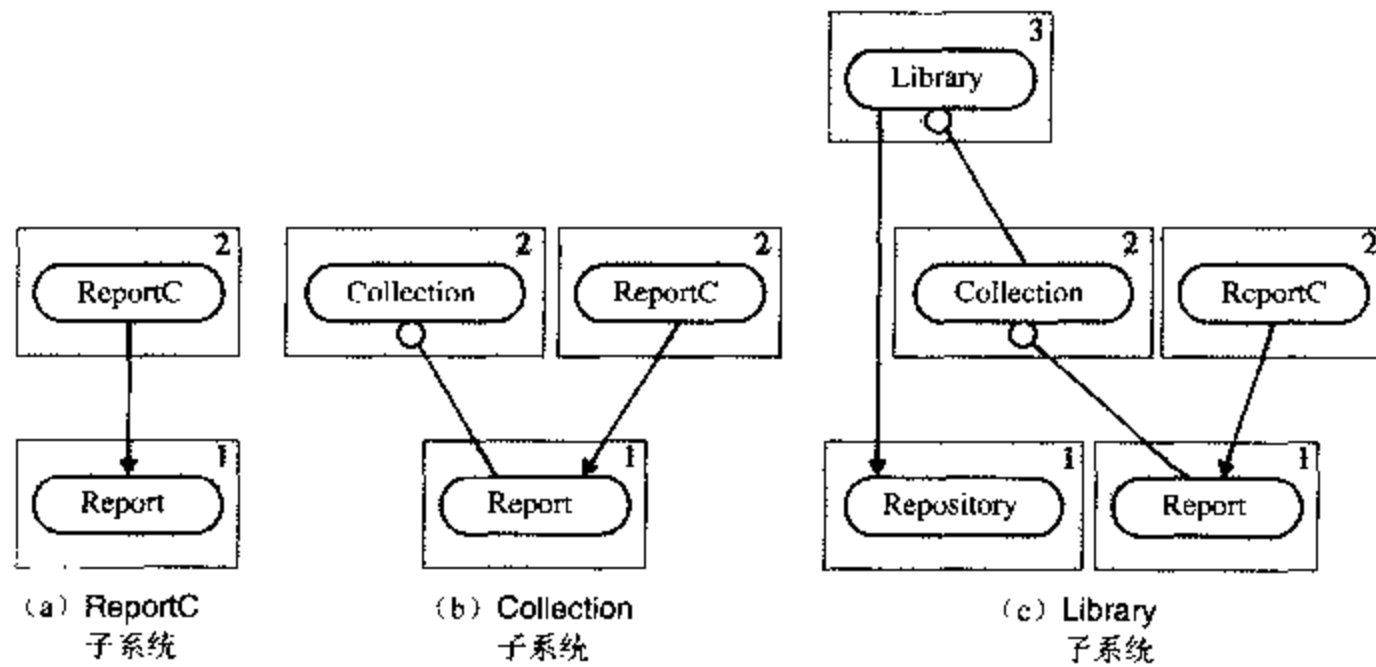 3
Library
2
ReportC
2
Collection
2
ReportC
2
Collection
2
ReportC
1
Report
1
Report
1
Repository
1
Report
(a) ReportC
子系统
(b) Collection
子系统
(c) Library
子系统